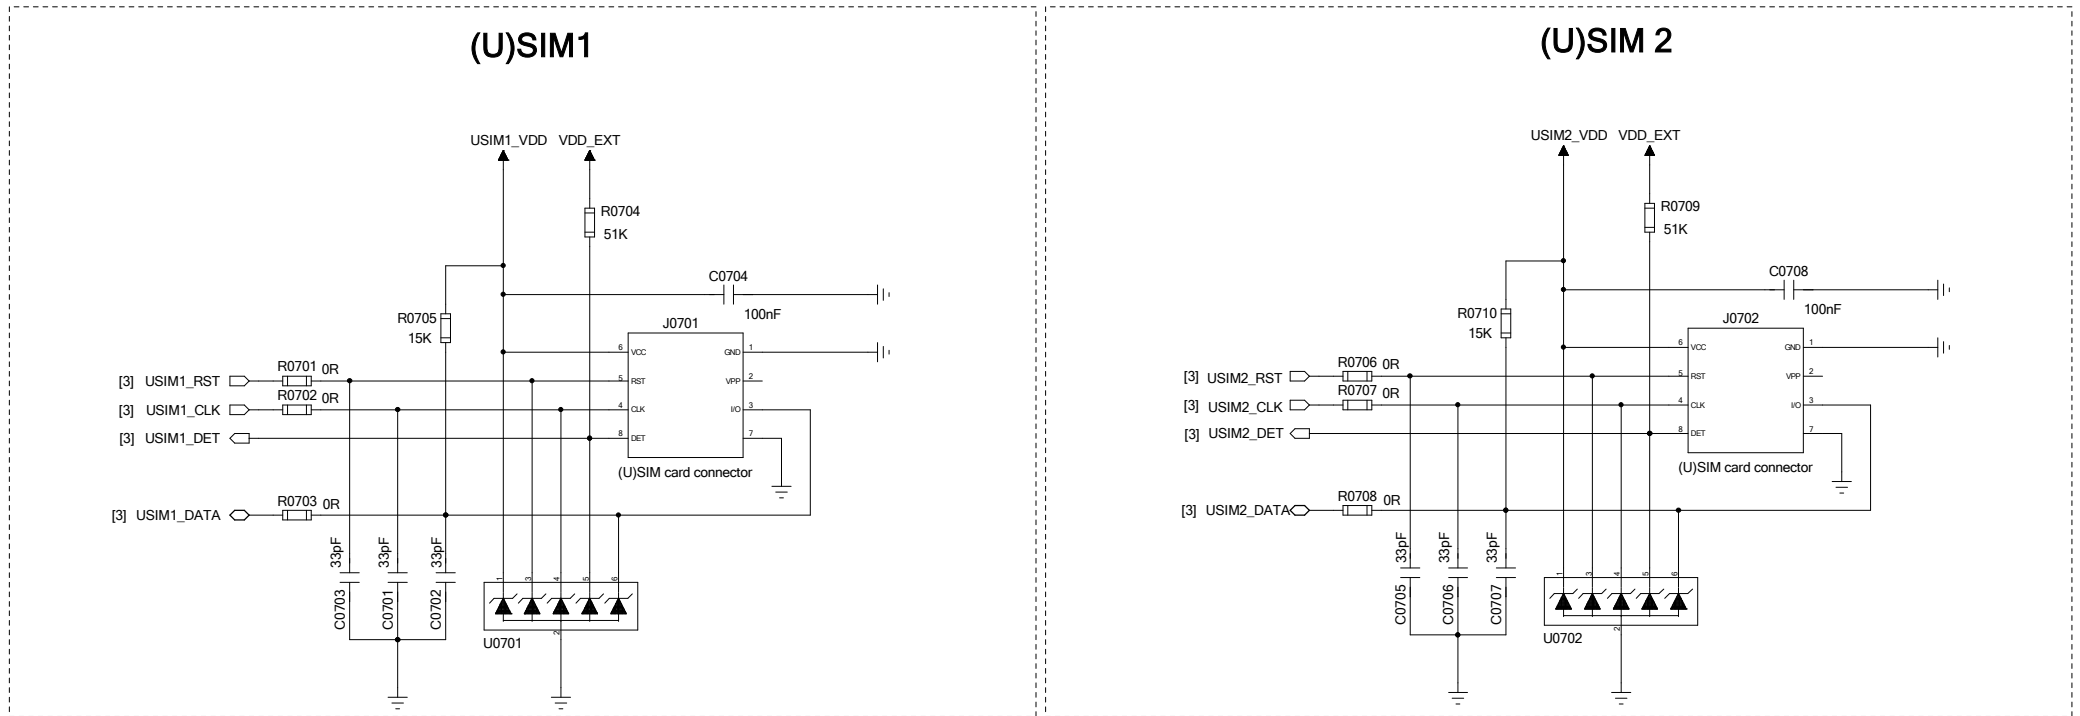 (U)SIM1
USIM1_VDD VDD_EXT
R0704
51K
C0704
100nF
R0705
15K
J0701
6 VCC GND 1
5 RST VPP 2
4 CLK I/O 3
8 DET 7
(U)SIM card connector
[3] USIM1_RST R0701 0R
[3] USIM1_CLK R0702 0R
[3] USIM1_DET
[3] USIM1_DATA R0703 0R
33pF 33pF 33pF
C0703 C0701 C0702
1 3 4 5 6
2
U0701
(U)SIM 2
USIM2_VDD VDD_EXT
R0709
51K
C0708
100nF
R0710
15K
J0702
6 VCC GND 1
5 RST VPP 2
4 CLK I/O 3
8 DET 7
(U)SIM card connector
[3] USIM2_RST R0706 0R
[3] USIM2_CLK R0707 0R
[3] USIM2_DET
[3] USIM2_DATA R0708 0R
33pF 33pF 33pF
C0705 C0706 C0707
1 3 4 5 6
2
U0702